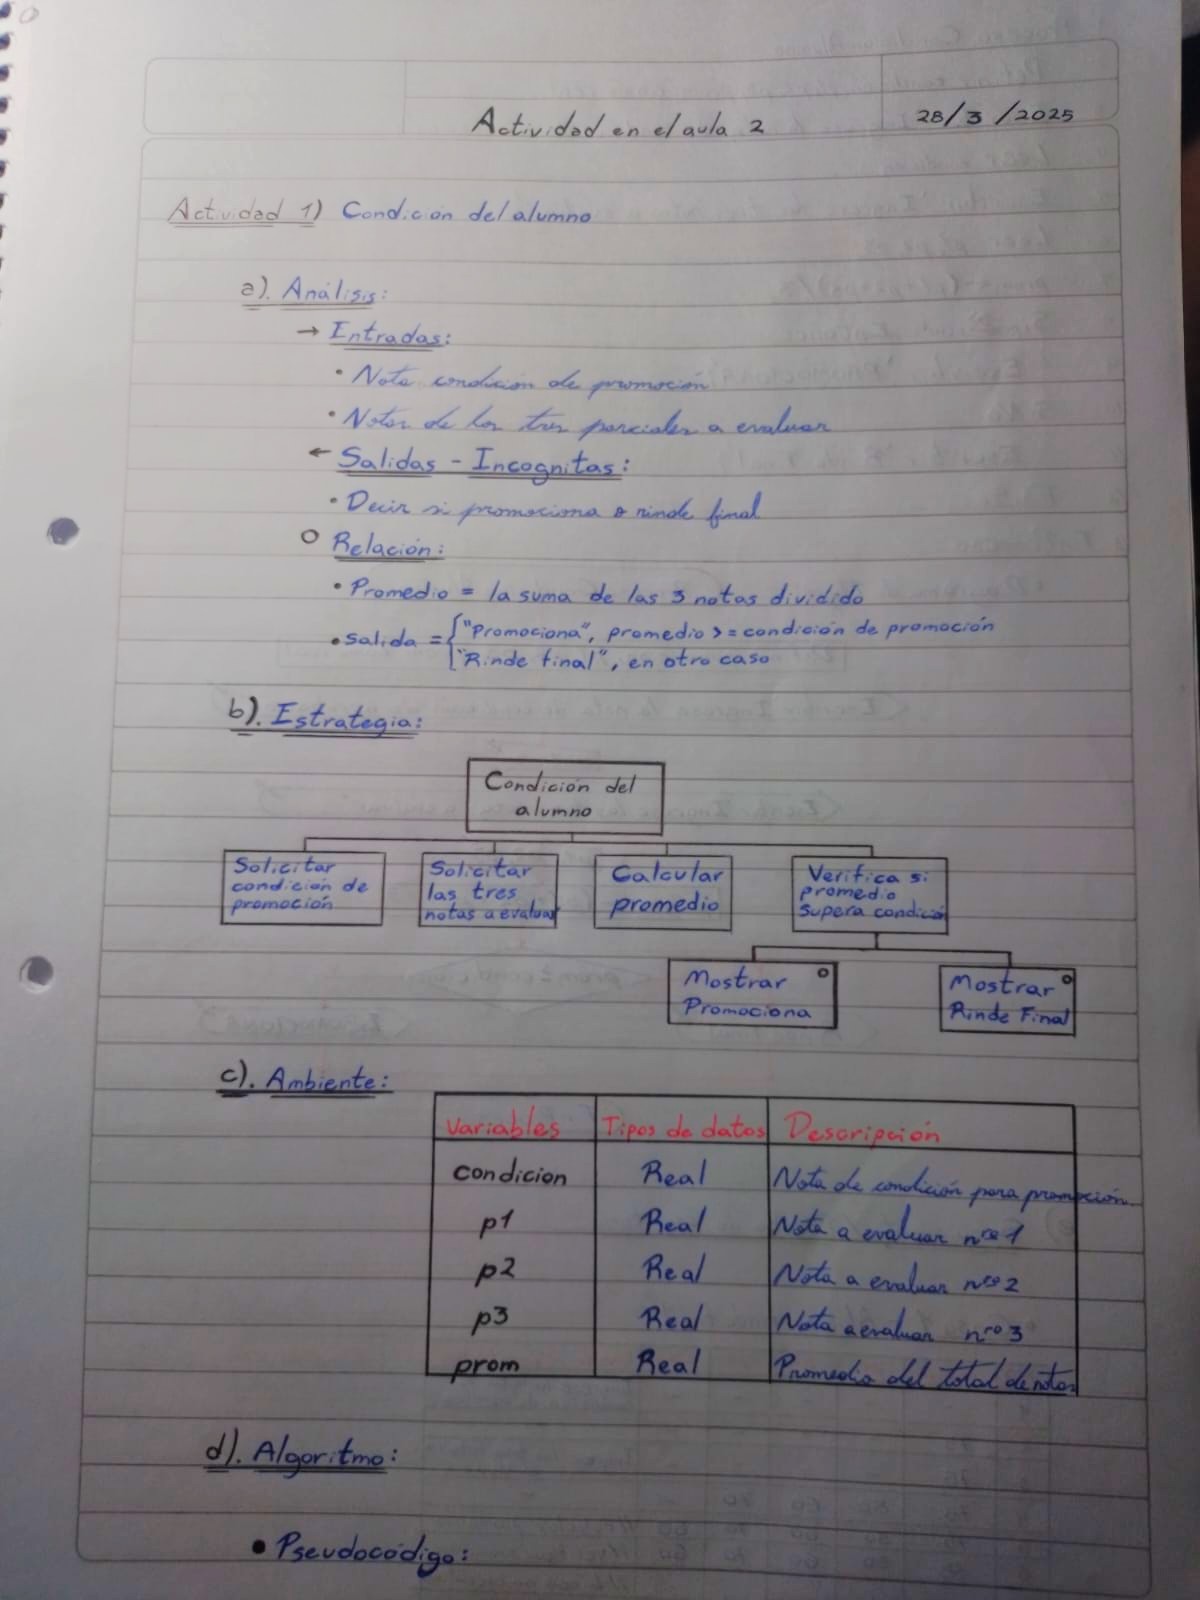 Actividad en el aula 2
28/3/2025
Actividad 1) Condición del alumno
a). Análisis:
→ Entradas:
• Nota condición de promoción
• Notas de los tres parciales a evaluar
← Salidas - Incognitas:
• Decir si promociona o rinde final
○ Relación:
• Promedio = la suma de las 3 notas dividido
• Salida = { "Promociona", promedio >= condición de promoción
"Rinde final", en otro caso
b). Estrategia:
Condición del
alumno
Solicitar
condición de
promoción
Solicitar
las tres
notas a evaluar
Calcular
promedio
Verifica si
promedio
supera condición
Mostrar
Promociona
Mostrar
Rinde Final
c). Ambiente:
Variables Tipos de datos Descripción
condicion Real Nota de condición para promoción
p1 Real Nota a evaluar nro 1
p2 Real Nota a evaluar nro 2
p3 Real Nota a evaluar nro 3
prom Real Promedio del total de notas
d). Algoritmo:
• Pseudocódigo: